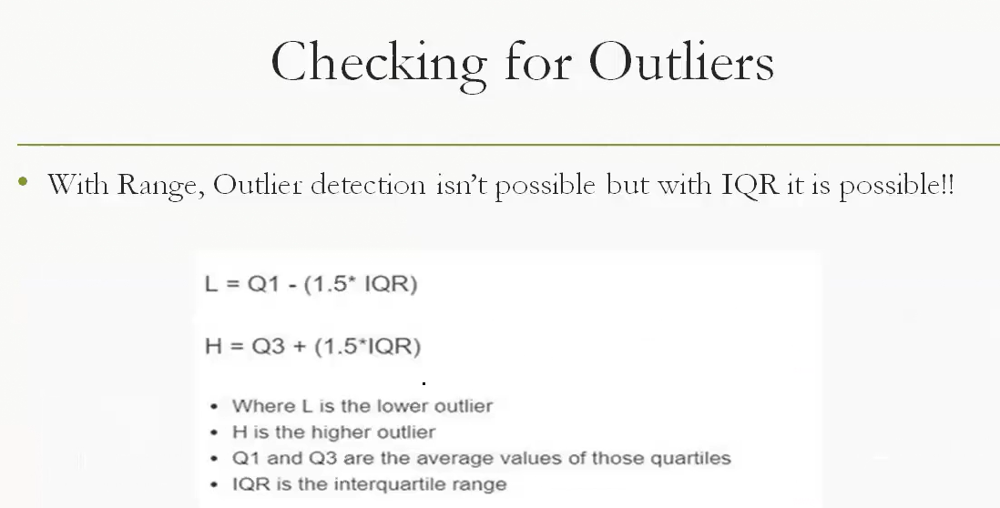 Checking for Outliers
• With Range, Outlier detection isn't possible but with IQR it is possible!!
L = Q1 - (1.5* IQR)
H = Q3 + (1.5*IQR)
• Where L is the lower outlier
• H is the higher outlier
• Q1 and Q3 are the average values of those quartiles
• IQR is the interquartile range